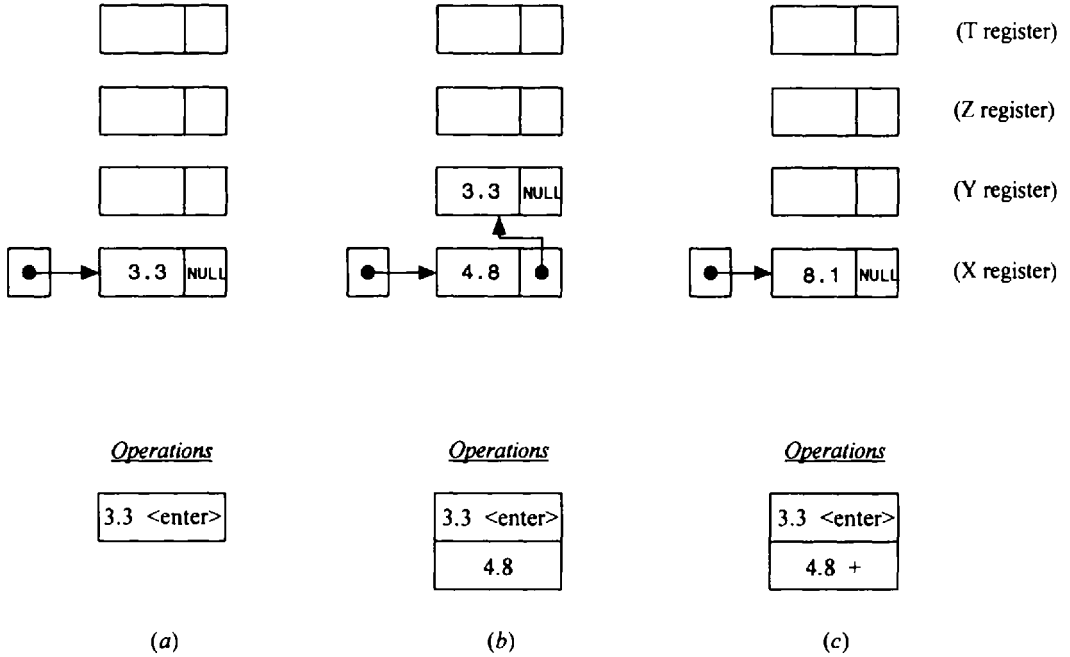 (T register)
(Z register)
3.3 NULL (Y register)
3.3 NULL 4.8 8.1 NULL (X register)
Operations Operations Operations
3.3 <enter> 3.3 <enter> 3.3 <enter>
4.8 4.8 +
(a) (b) (c)